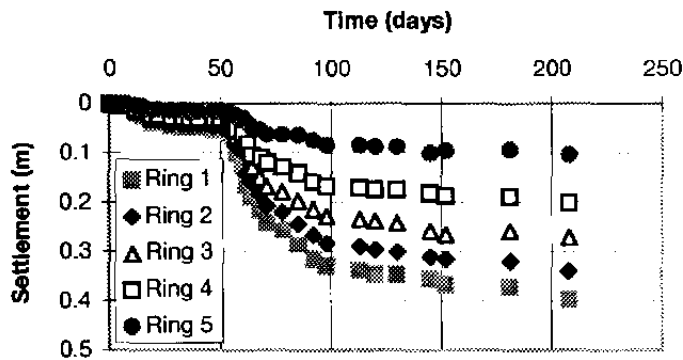 Time (days)
0 50 100 150 200 250
0
0.1
0.2
0.3
0.4
0.5
Settlement (m)
Ring 1
Ring 2
Ring 3
Ring 4
Ring 5